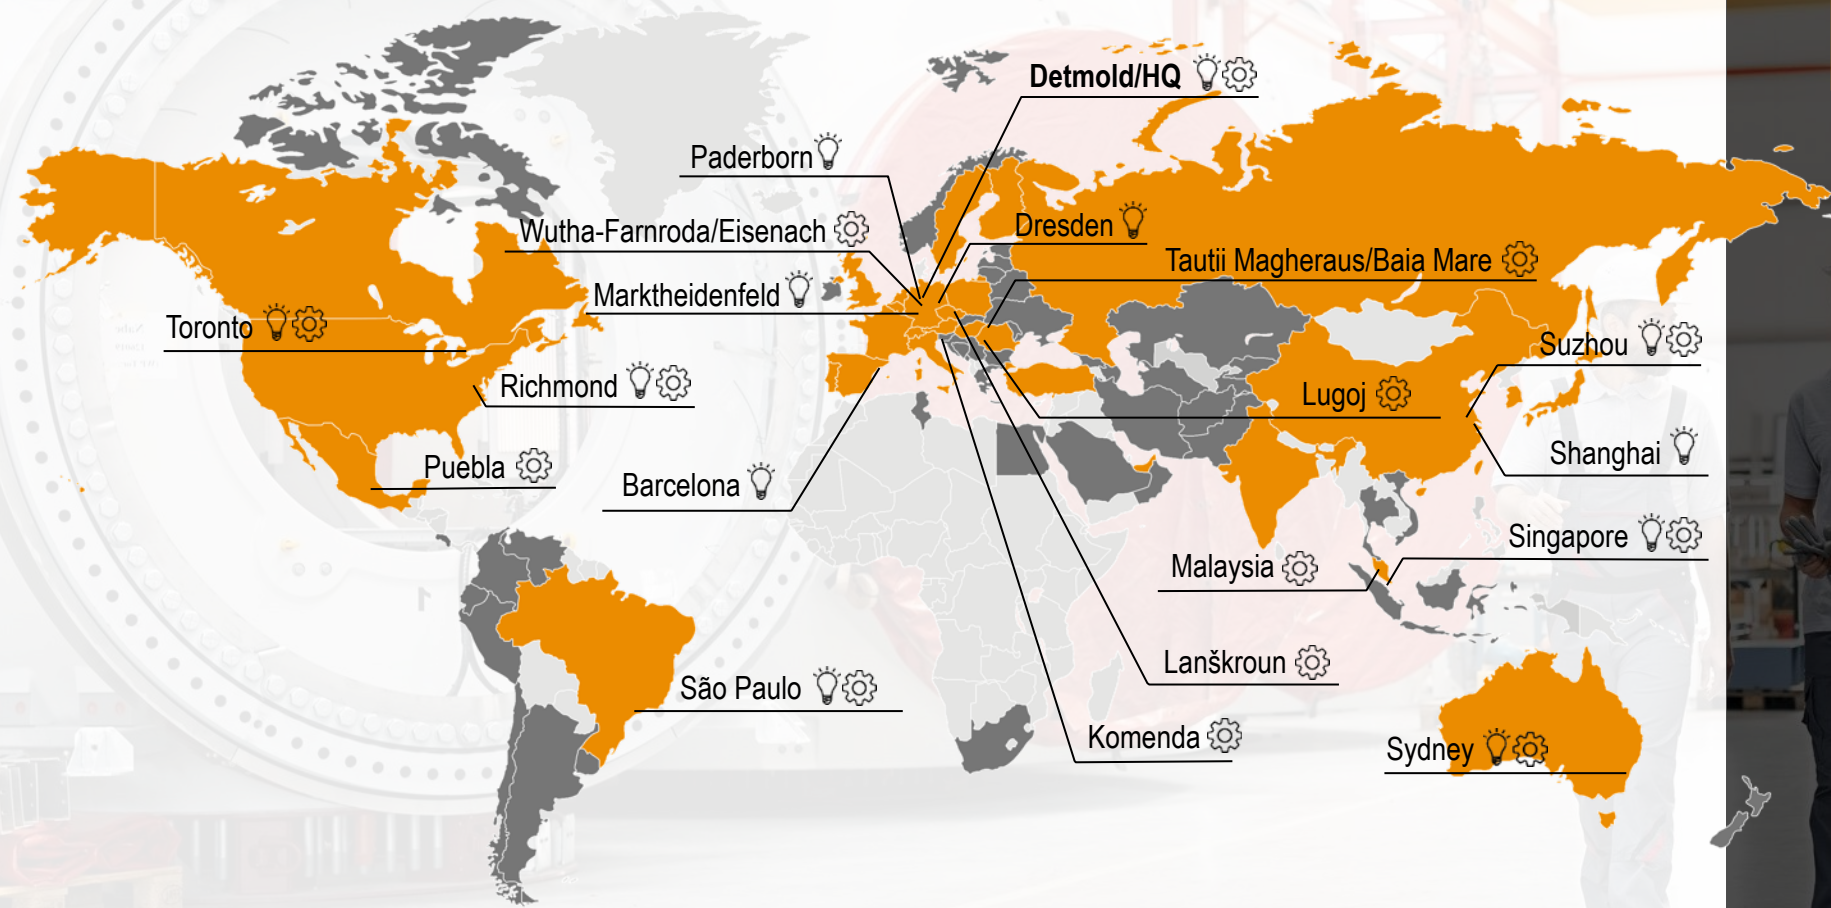 Detmold/HQ
Paderborn
Wutha-Farnroda/Eisenach
Dresden
Tautii Magheraus/Baia Mare
Marktheidenfeld
Toronto
Suzhou
Richmond
Lugoj
Puebla
Barcelona
Shanghai
Singapore
Malaysia
Lanškroun
São Paulo
Komenda
Sydney